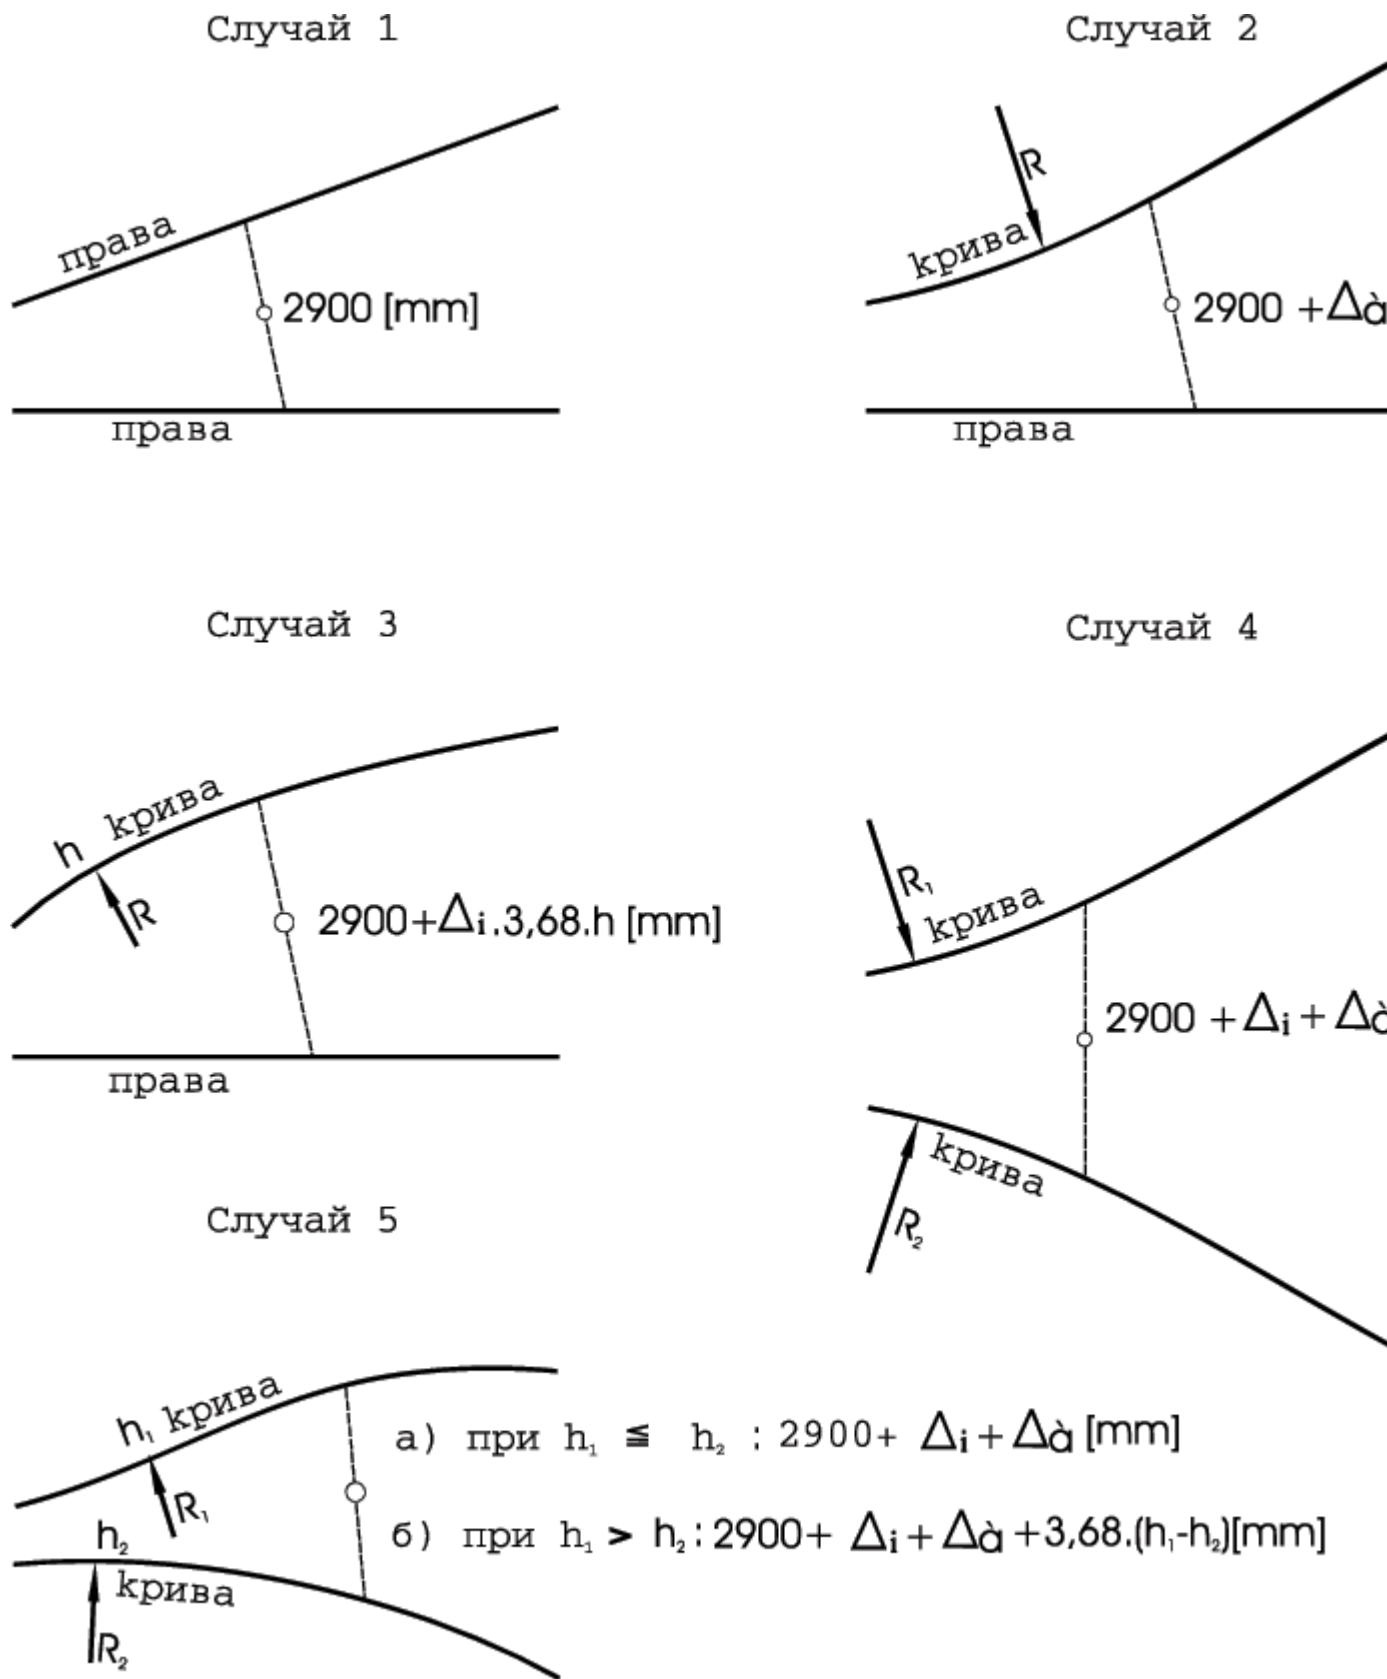 Случай 1
права
2900 [mm]
права
Случай 2
R
крива
2900 +Δà
права
Случай 3
h крива
R
2900+Δi.3,68.h [mm]
права
Случай 4
R₁
крива
2900 +Δi + Δà
крива
R₂
Случай 5
h₁ крива
R₁
h₂
крива
R₂
а) при h₁ ≦ h₂ : 2900+ Δi + Δà [mm]
б) при h₁ > h₂ : 2900+ Δi + Δà +3,68.(h₁-h₂)[mm]